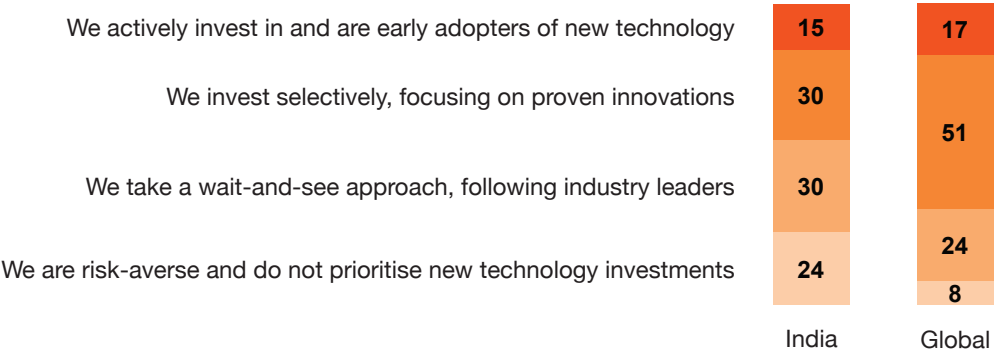 We actively invest in and are early adopters of new technology 15 17
We invest selectively, focusing on proven innovations 30 51
We take a wait-and-see approach, following industry leaders 30 24
We are risk-averse and do not prioritise new technology investments 24 8
India Global